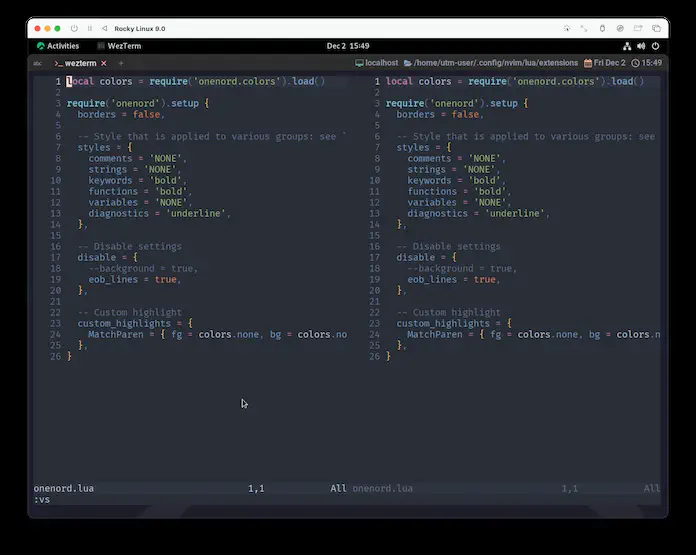 Rocky Linux 9.0
Activities WezTerm Dec 2 15:49
wezterm × + localhost /home/utm-user/.config/nvim/lua/extensions Fri Dec 2 15:49
1 local colors = require('onenord.colors').load()
2
3 require('onenord').setup {
4 borders = false,
5
6 -- Style that is applied to various groups: see `
7 styles = {
8 comments = 'NONE',
9 strings = 'NONE',
10 keywords = 'bold',
11 functions = 'bold',
12 variables = 'NONE',
13 diagnostics = 'underline',
14 },
15
16 -- Disable settings
17 disable = {
18 --background = true,
19 eob_lines = true,
20 },
21
22 -- Custom highlight
23 custom_highlights = {
24 MatchParen = { fg = colors.none, bg = colors.no
25 },
26 }
1 local colors = require('onenord.colors').load()
2
3 require('onenord').setup {
4 borders = false,
5
6 -- Style that is applied to various groups: see
7 styles = {
8 comments = 'NONE',
9 strings = 'NONE',
10 keywords = 'bold',
11 functions = 'bold',
12 variables = 'NONE',
13 diagnostics = 'underline',
14 },
15
16 -- Disable settings
17 disable = {
18 --background = true,
19 eob_lines = true,
20 },
21
22 -- Custom highlight
23 custom_highlights = {
24 MatchParen = { fg = colors.none, bg = colors.n
25 },
26 }
onenord.lua 1,1 All onenord.lua 1,1 All
:vs